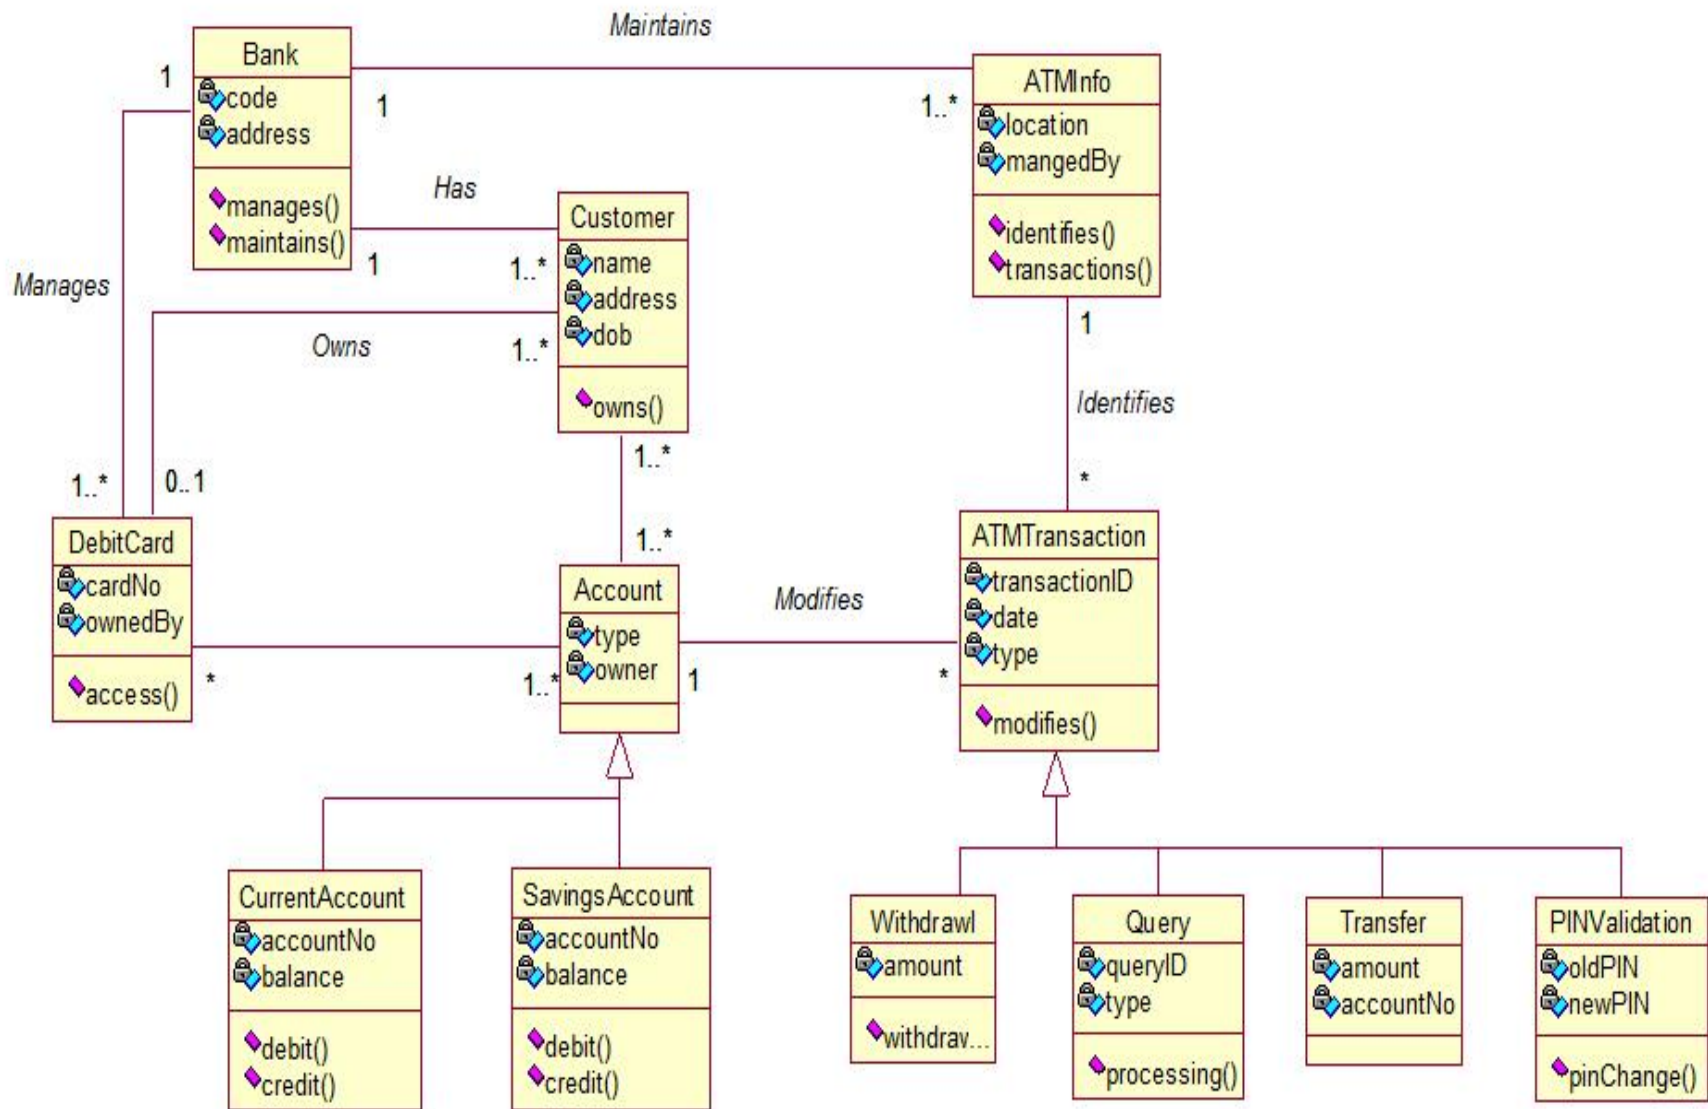 Maintains
Bank
code
address
manages()
maintains()
1
1
1..*
ATMInfo
location
mangedBy
identifies()
transactions()
Has
1
1..*
Customer
name
address
dob
owns()
Manages
Owns
1..*
1
Identifies
1..*
0..1
1..*
*
DebitCard
cardNo
ownedBy
access()
1..*
Account
type
owner
Modifies
ATMTransaction
transactionID
date
type
modifies()
*
1..*
1
*
CurrentAccount
accountNo
balance
debit()
credit()
SavingsAccount
accountNo
balance
debit()
credit()
Withdrawl
amount
withdrav...
Query
queryID
type
processing()
Transfer
amount
accountNo
PINValidation
oldPIN
newPIN
pinChange()